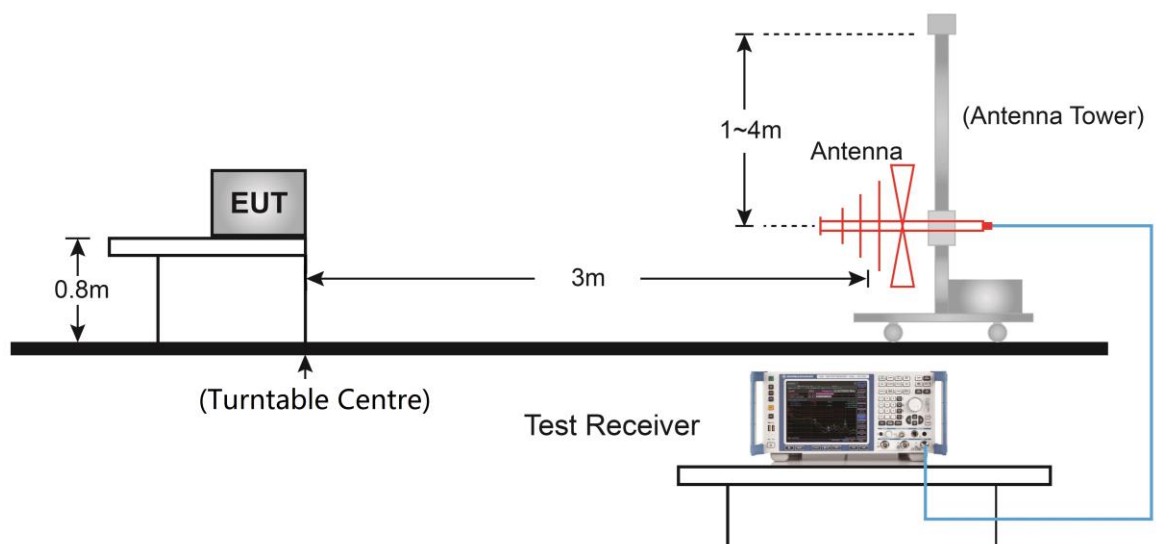 (Antenna Tower)
1~4m
Antenna
EUT
3m
0.8m
(Turntable Centre)
Test Receiver